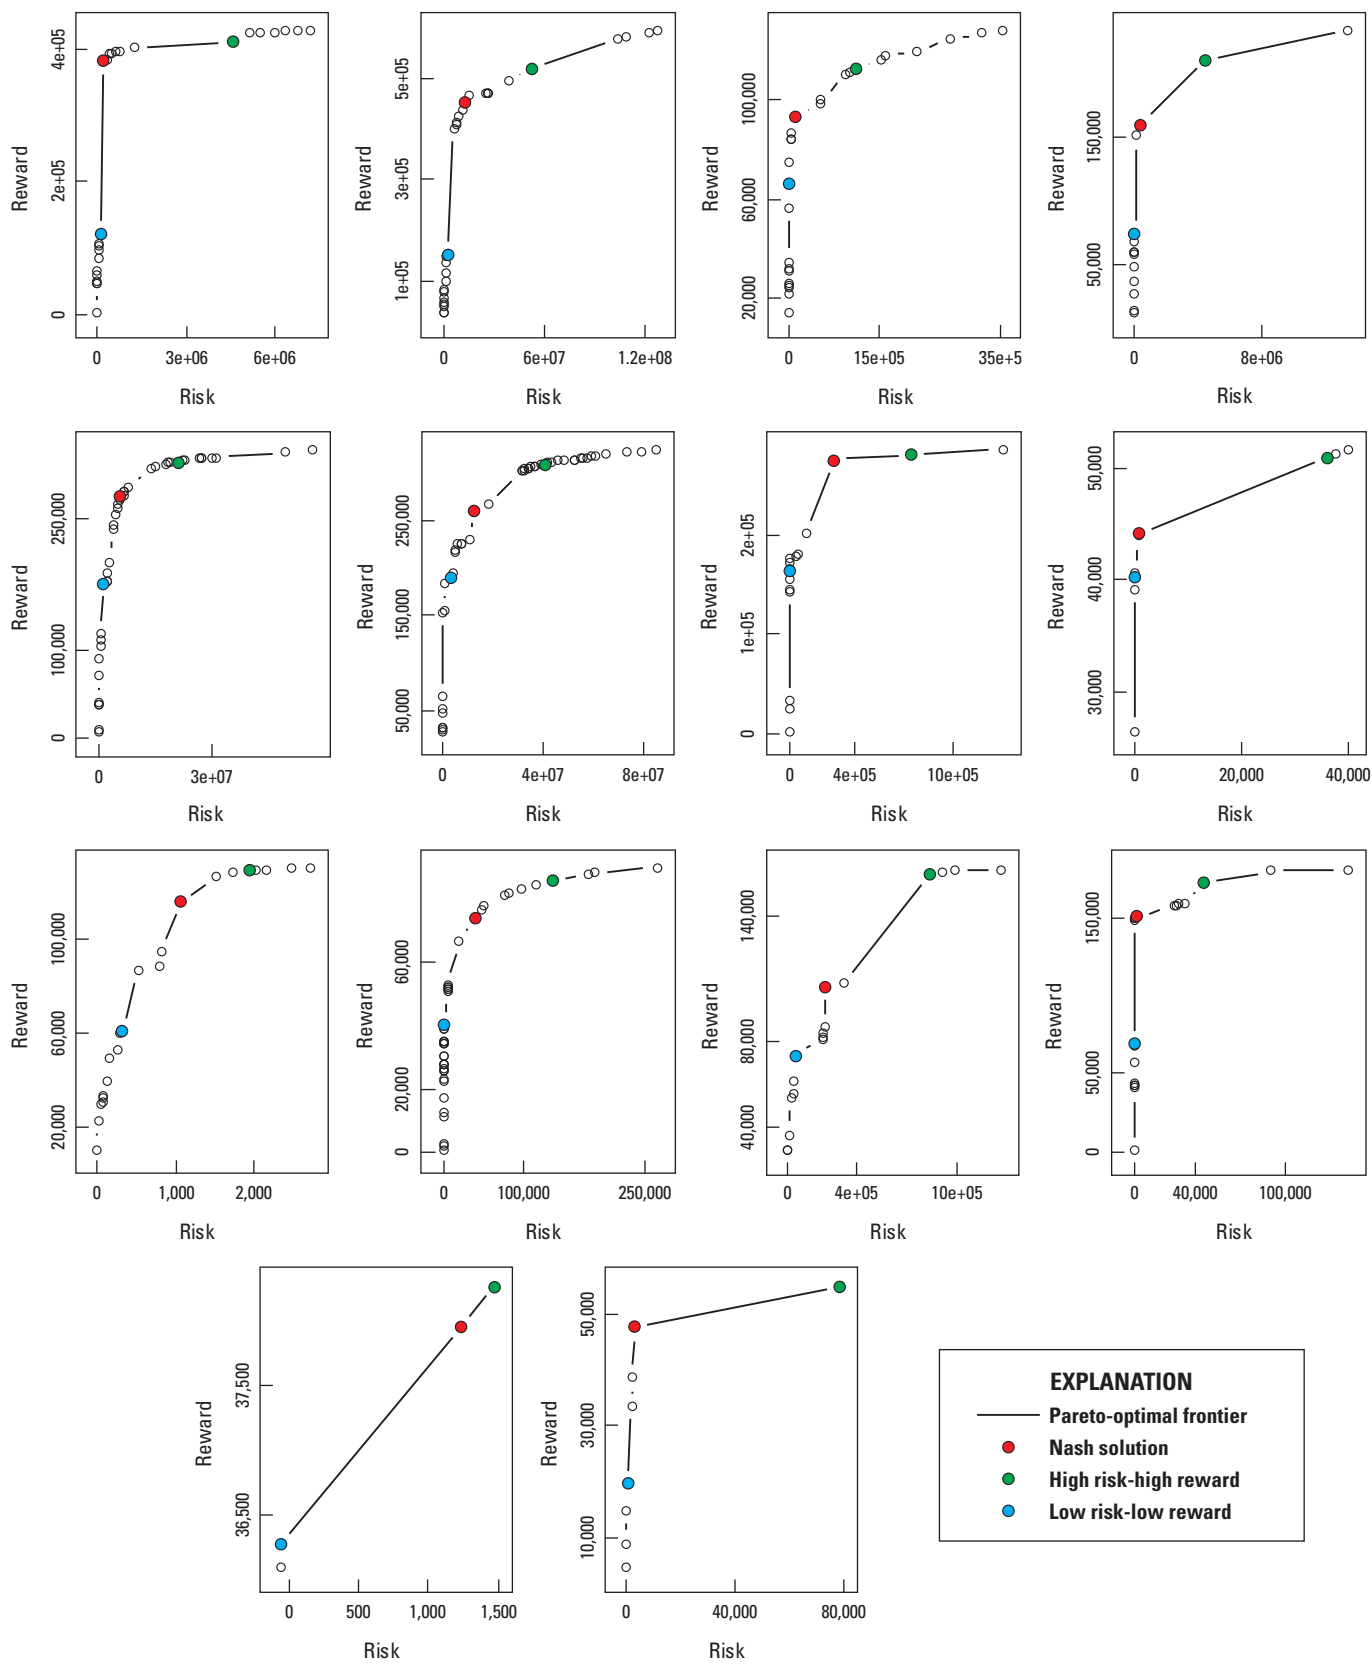 4e+05
2e+05
0
Reward
0
3e+06
6e+06
Risk
5e+05
3e+05
1e+05
Reward
0
6e+07
1.2e+08
Risk
100,000
60,000
20,000
Reward
0
15e+05
35e+5
Risk
150,000
50,000
Reward
0
8e+06
Risk
250,000
100,000
0
Reward
0
3e+07
Risk
250,000
150,000
50,000
Reward
0
4e+07
8e+07
Risk
2e+05
1e+05
0
Reward
0
4e+05
10e+05
Risk
50,000
40,000
30,000
Reward
0
20,000
40,000
Risk
100,000
60,000
20,000
Reward
0
1,000
2,000
Risk
60,000
20,000
0
Reward
0
100,000
250,000
Risk
140,000
80,000
40,000
Reward
0
4e+05
10e+05
Risk
150,000
50,000
0
Reward
0
40,000
100,000
Risk
37,500
36,500
Reward
0
500
1,000
1,500
Risk
50,000
30,000
10,000
Reward
0
40,000
80,000
Risk
EXPLANATION
Pareto-optimal frontier
Nash solution
High risk-high reward
Low risk-low reward